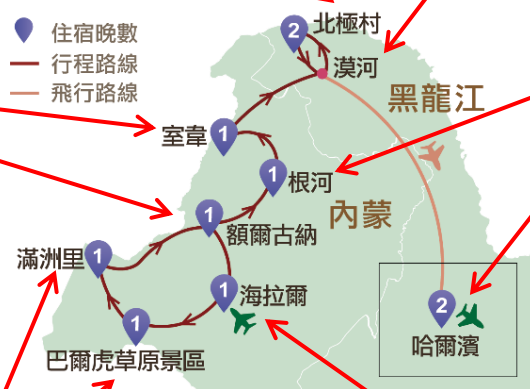 住宿晚數
行程路線
飛行路線
2
北極村
漠河
黑龍江
1
室韋
1
根河
內蒙
1
額爾古納
1
滿洲里
1
海拉爾
1
巴爾虎草原景區
2
哈爾濱